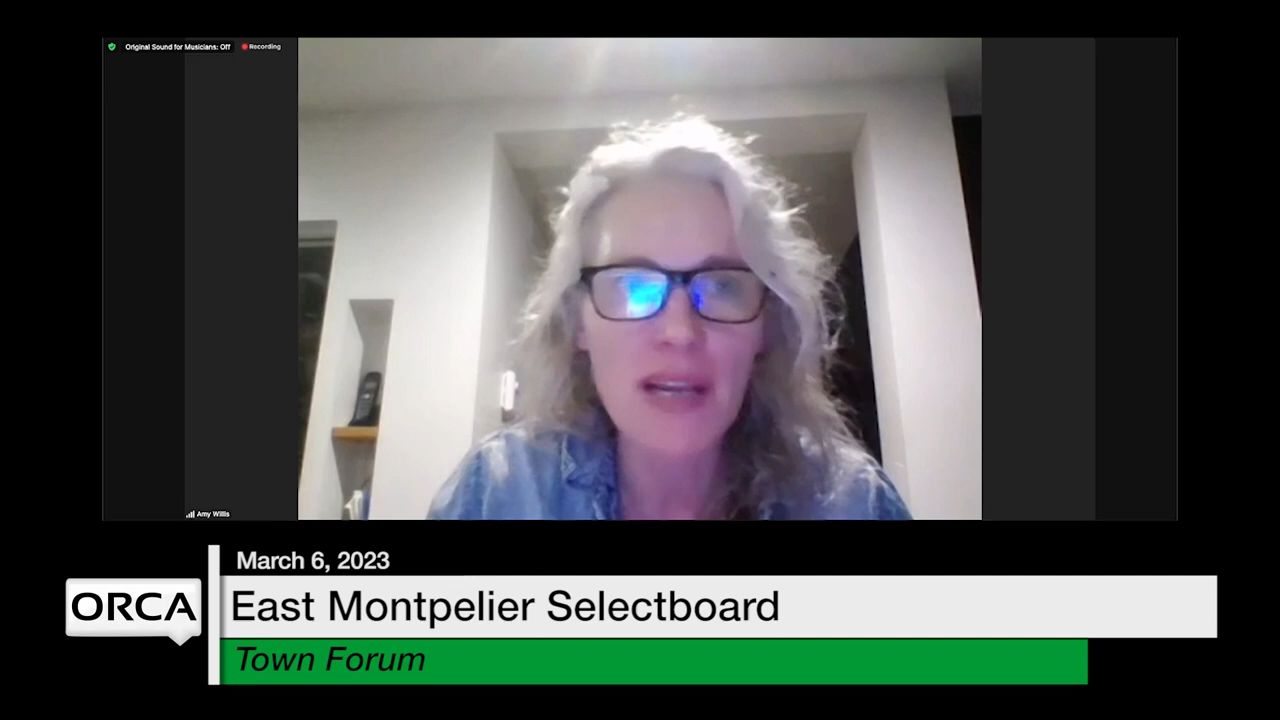 Original Sound for Musicians: Off Recording
Amy Willis
March 6, 2023
ORCA
East Montpelier Selectboard
Town Forum